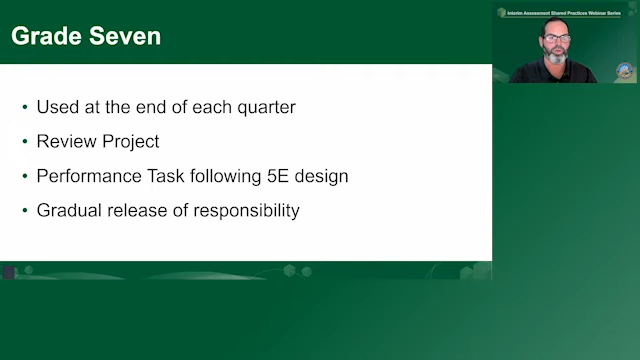 Interim Assessment Shared Practices Webinar Series
Grade Seven
• Used at the end of each quarter
• Review Project
• Performance Task following 5E design
• Gradual release of responsibility